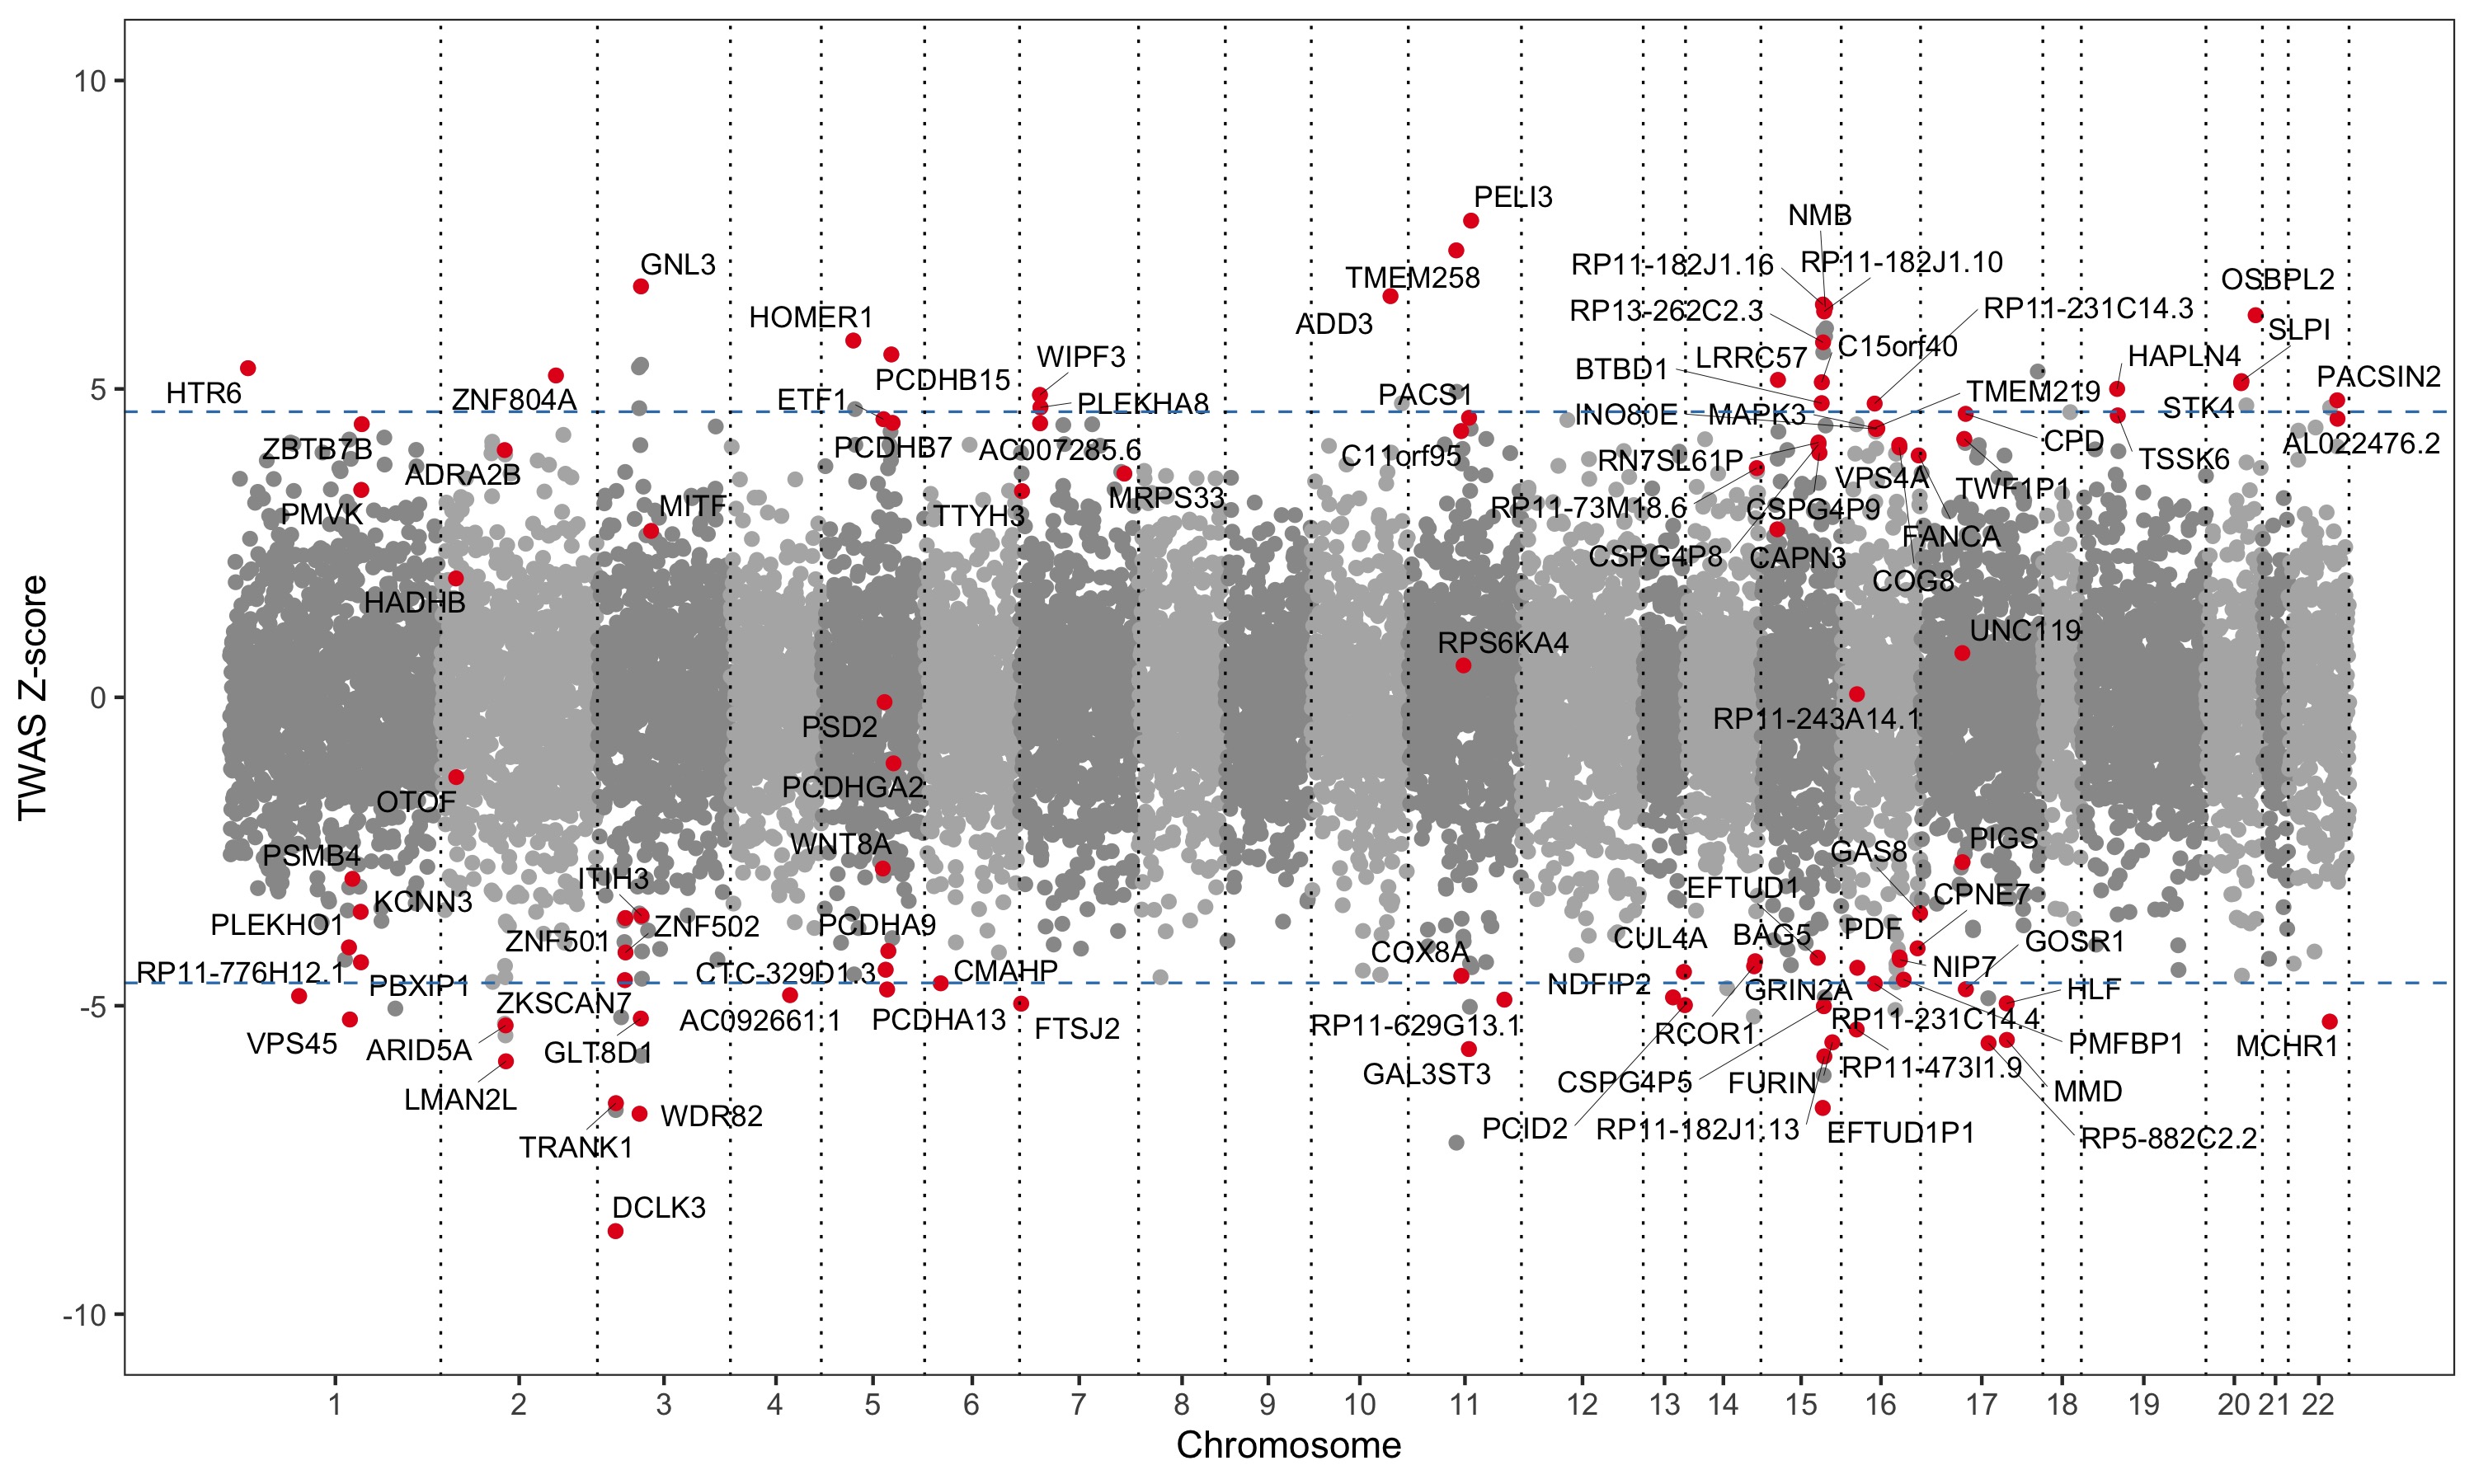 10
PELI3
NMB
GNL3
TMEM258
RP11-182J1.16
RP11-182J1.10
OSBPL2
HOMER1
ADD3
RP13-262C2.3
RP11-231C14.3
SLPI
WIPF3
BTBD1
LRRC57
C15orf40
HAPLN4
5
HTR6
ZNF804A
ETF1
PCDHB15
PLEKHA8
PACS1
INO80E
MAPK3
TMEM219
STK4
PACSIN2
ZBTB7B
ADRA2B
PCDHB7
AC007285.6
C11orf95
RN7SL61P
VPS4A
CPD
TSSK6
AL022476.2
PMVK
MITF
TTYH3
MRPS33
RP11-73M18.6
CSPG4P9
TWF1P1
FANCA
CSPG4P8
CAPN3
COG8
HADHB
RPS6KA4
UNC119
TWAS Z-score
0
PSD2
RP11-243A14.1
OTOF
PCDHGA2
PSMB4
WNT8A
GAS8
PIGS
ITIH3
EFTUD1
CPNE7
PLEKHO1
KCNN3
ZNF501
ZNF502
PCDHA9
COX8A
CUL4A
BAG5
PDF
GOSR1
RP11-776H12.1
PBXIP1
CTC-329D1.3
CMAHP
NDFIP2
GRIN2A
NIP7
HLF
-5
VPS45
ARID5A
ZKSCAN7
GLT8D1
AC092661.1
PCDHA13
FTSJ2
RP11-629G13.1
RCOR1
RP11-231C14.4
PMFBP1
MCHR1
LMAN2L
GAL3ST3
CSPG4P5
FURIN
RP11-473I1.9
MMD
TRANK1
WDR82
PCID2
RP11-182J1.13
EFTUD1P1
RP5-882C2.2
DCLK3
-10
1 2 3 4 5 6 7 8 9 10 11 12 13 14 15 16 17 18 19 20 21 22
Chromosome